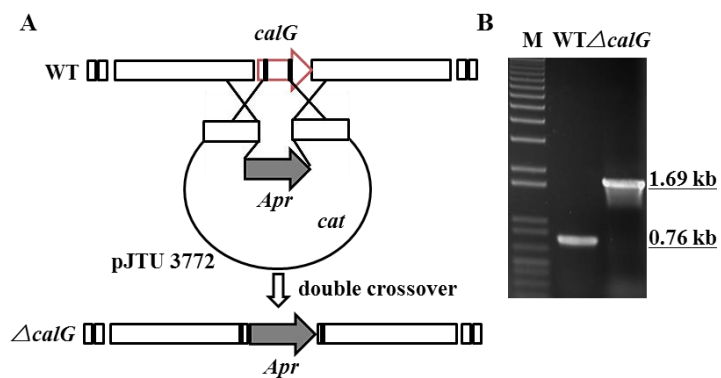 A
calG
WT
Apr
cat
pJTU 3772
double crossover
△calG
Apr
B
M WT △calG
1.69 kb
0.76 kb